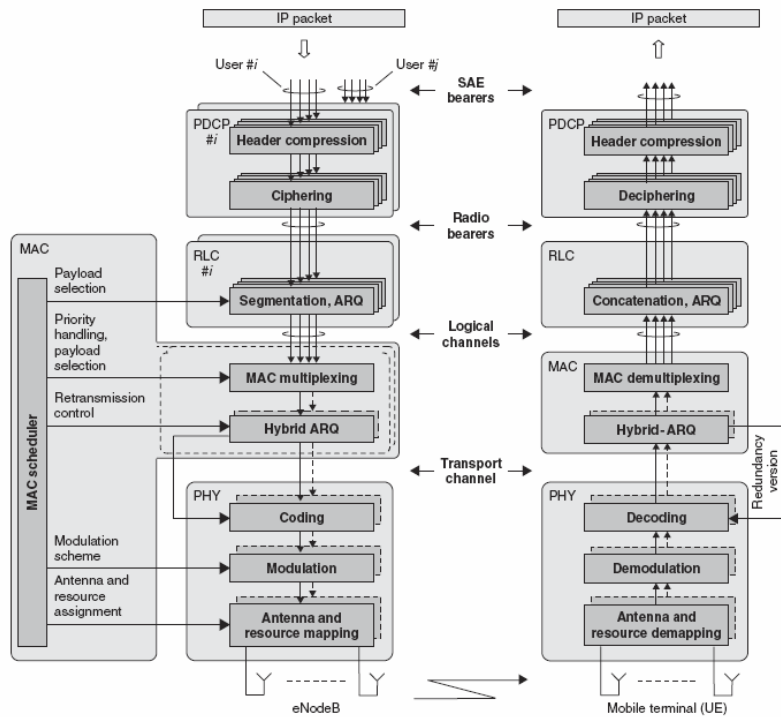 IP packet
IP packet
User #i
User #j
SAE
bearers
PDCP
#i
Header compression
Ciphering
PDCP
Header compression
Deciphering
Radio
bearers
MAC
RLC
#i
Segmentation, ARQ
RLC
Concatenation, ARQ
Payload
selection
Logical
channels
Priority
handling,
payload
selection
MAC multiplexing
MAC
MAC demultiplexing
Retransmission
control
Hybrid ARQ
Hybrid-ARQ
Redundancy
version
Transport
channel
MAC scheduler
PHY
Coding
PHY
Decoding
Modulation
scheme
Modulation
Demodulation
Antenna and
resource
assignment
Antenna and
resource mapping
Antenna and
resource demapping
eNodeB
Mobile terminal (UE)